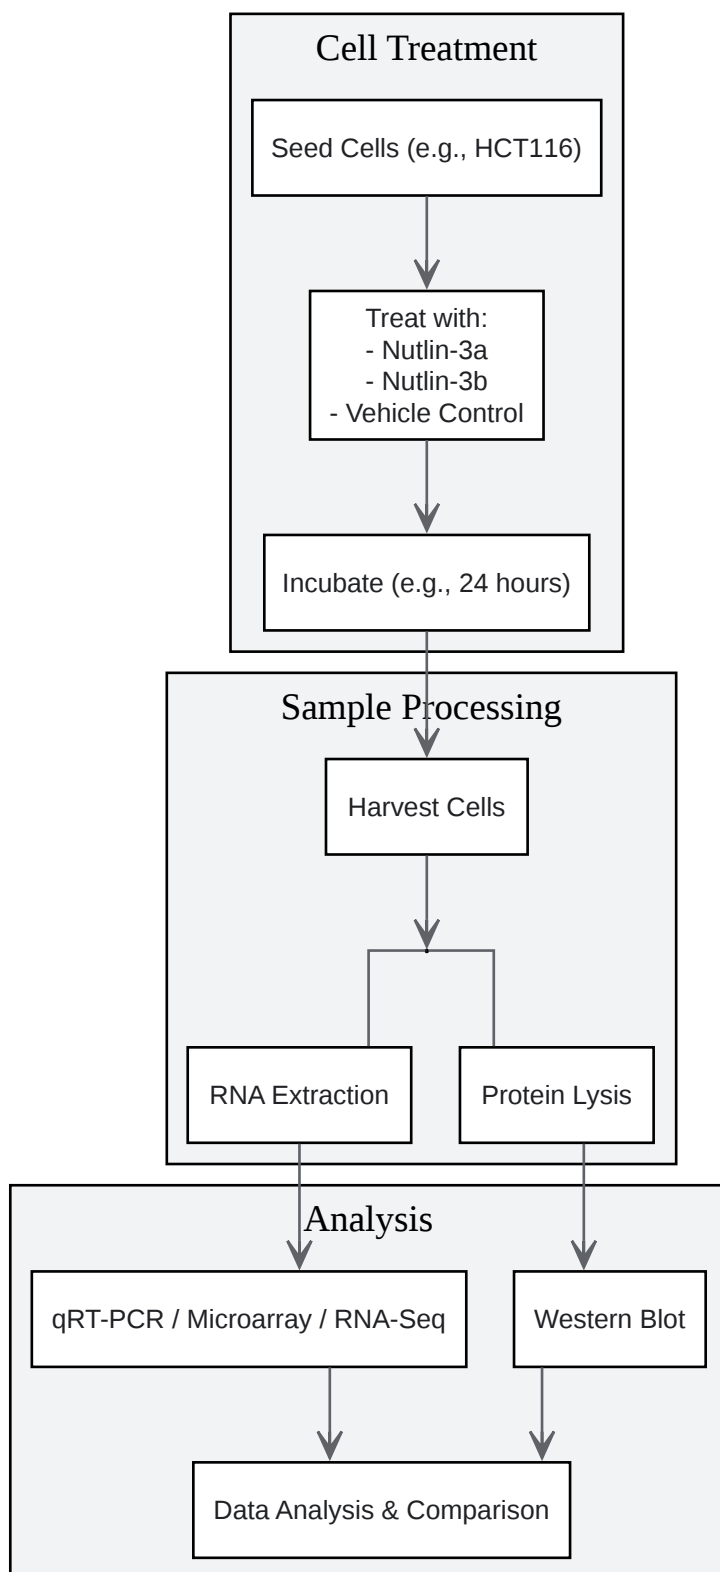 Cell Treatment
Seed Cells (e.g., HCT116)
Treat with:
- Nutlin-3a
- Nutlin-3b
- Vehicle Control
Incubate (e.g., 24 hours)
Sample Processing
Harvest Cells
RNA Extraction
Protein Lysis
Analysis
qRT-PCR / Microarray / RNA-Seq
Western Blot
Data Analysis & Comparison